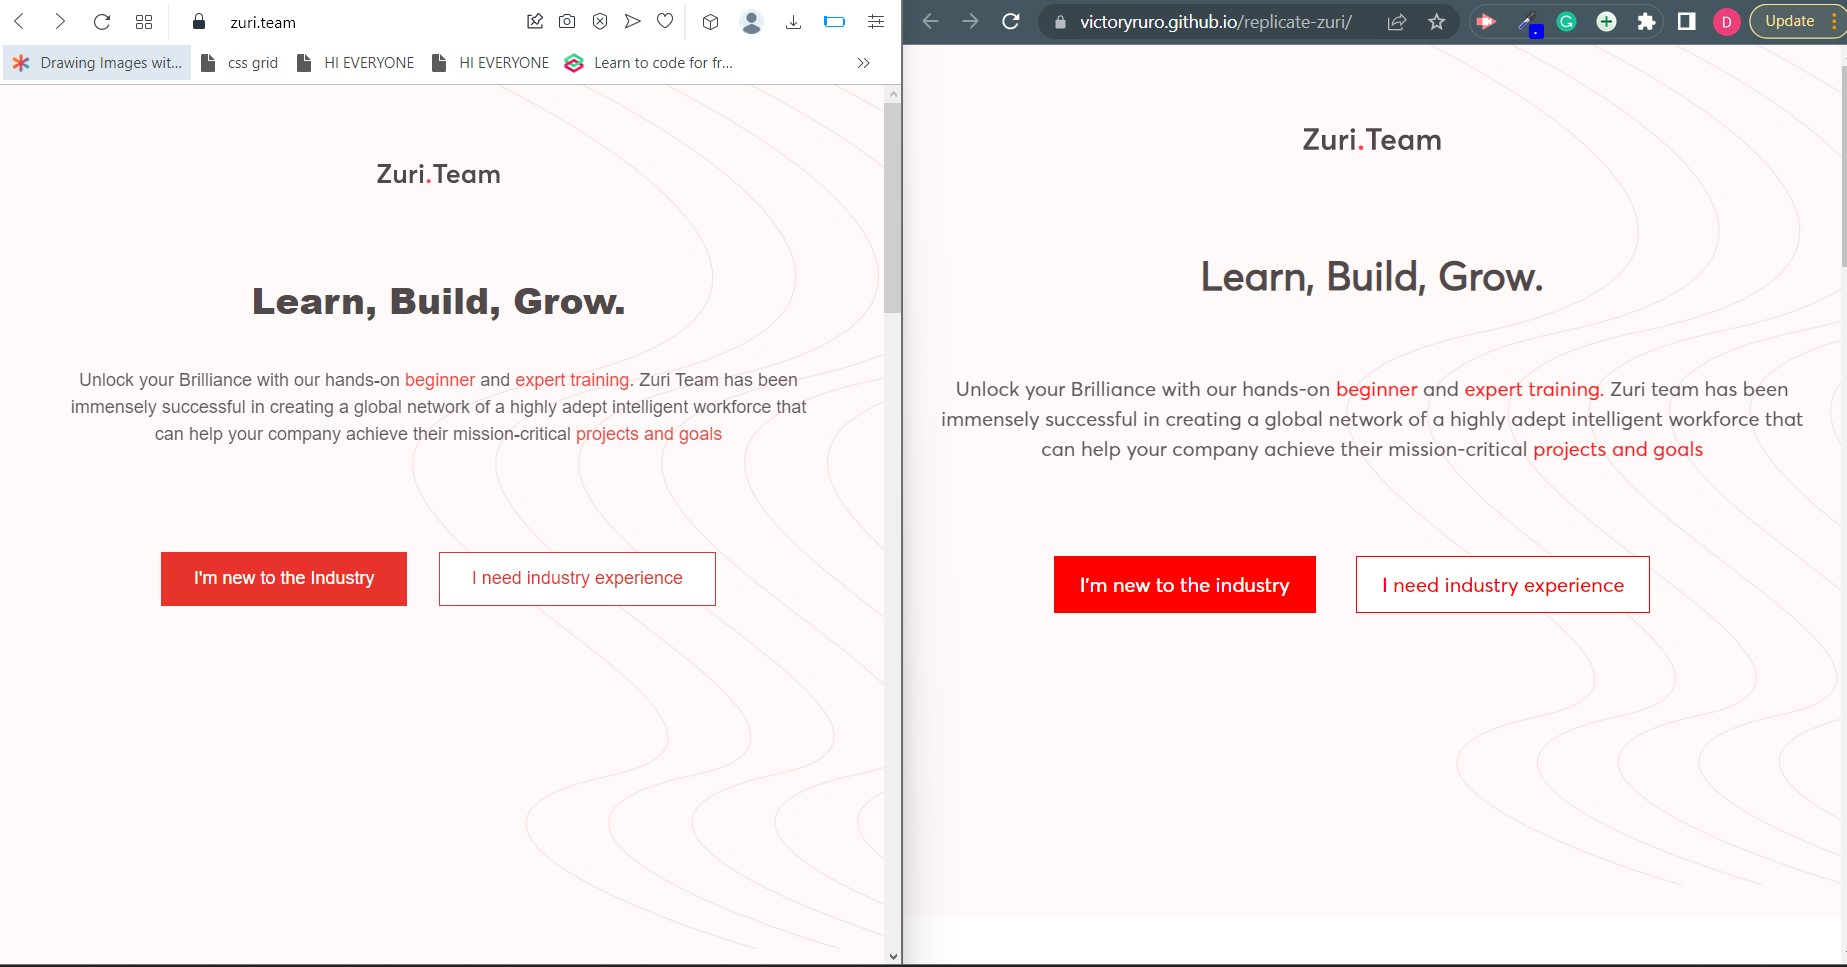 zuri.team
Drawing Images wit...
css grid
HI EVERYONE
HI EVERYONE
Learn to code for fr...
Zuri.Team
Learn, Build, Grow.
Unlock your Brilliance with our hands-on beginner and expert training. Zuri Team has been
immensely successful in creating a global network of a highly adept intelligent workforce that
can help your company achieve their mission-critical projects and goals
I'm new to the Industry
I need industry experience
victoryruro.github.io/replicate-zuri/
D
Update
Zuri.Team
Learn, Build, Grow.
Unlock your Brilliance with our hands-on beginner and expert training. Zuri team has been
immensely successful in creating a global network of a highly adept intelligent workforce that
can help your company achieve their mission-critical projects and goals
I'm new to the industry
I need industry experience